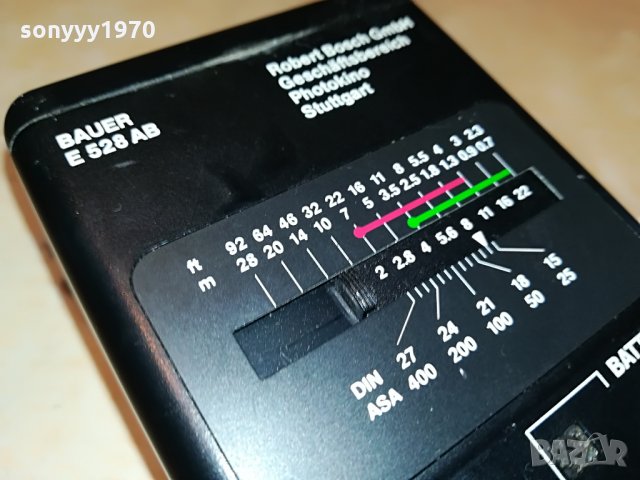 sonyyy1970
Robert Bosch GmbH
Geschäftsbereich
Photokino
Stuttgart
BAUER
E 528 AB
ft 92 64 46 32 22 16 11 8 5.5 4 3 2.3
m 28 20 14 10 7 5 3.5 2.5 1.8 1.3 0.9 0.7
2 2.8 4 5.6 8 11 16 22
DIN 27 24 21 18 15
ASA 400 200 100 50 25
BATT
BAZAR